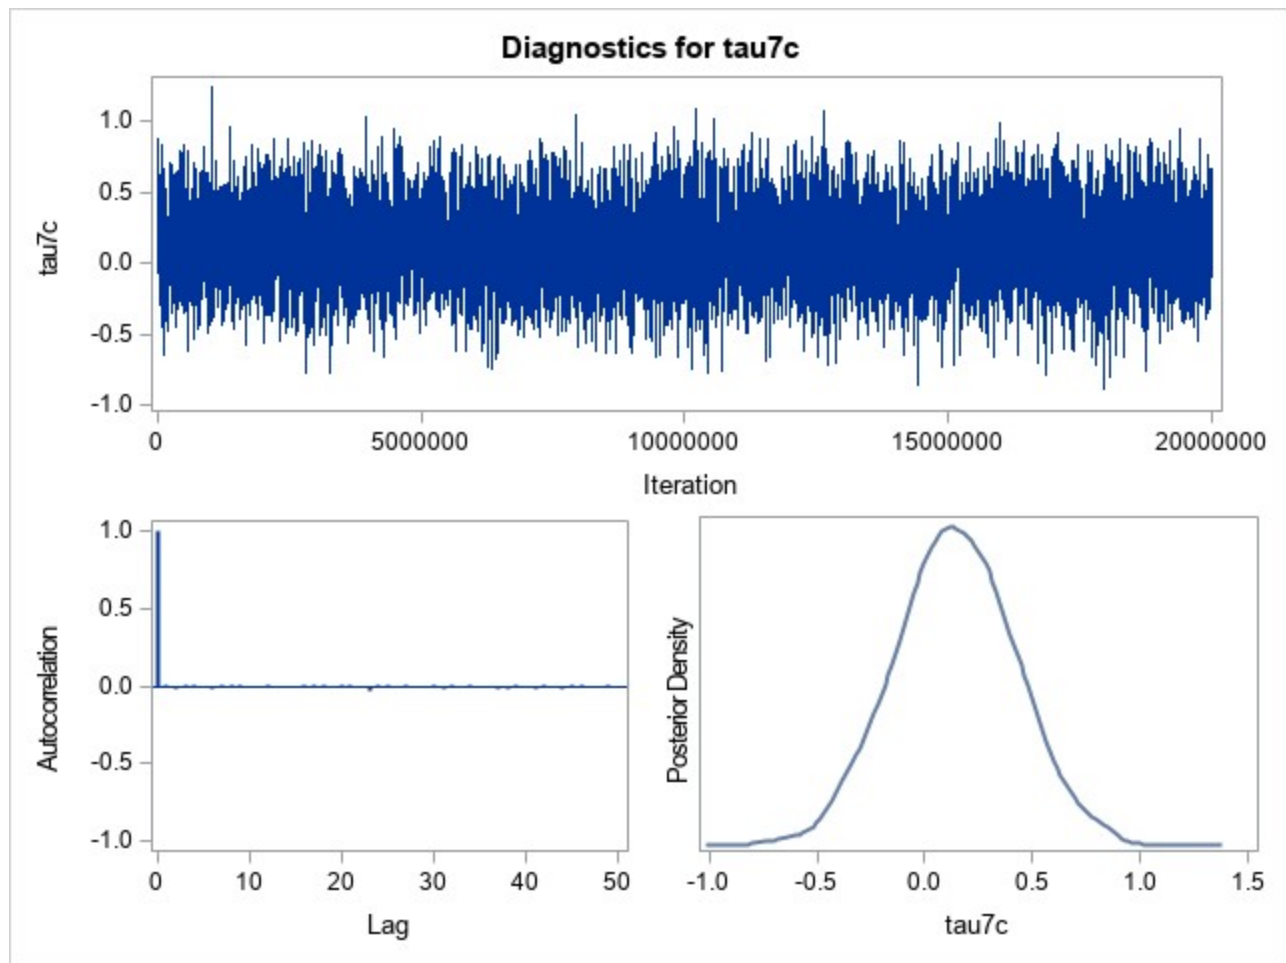 Diagnostics for tau7c
1.0
0.5
0.0
-0.5
-1.0
tau7c
0 5000000 10000000 15000000 20000000
Iteration
1.0
0.5
0.0
-0.5
-1.0
Autocorrelation
0 10 20 30 40 50
Lag
Posterior Density
-1.0 -0.5 0.0 0.5 1.0 1.5
tau7c